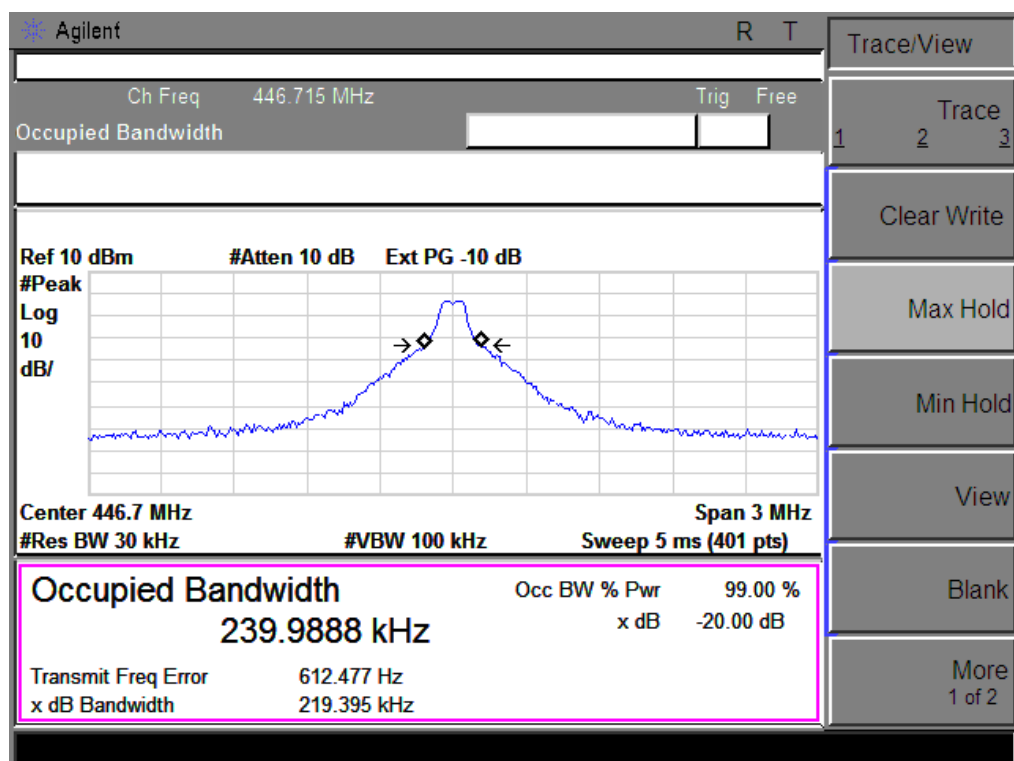 Agilent R T
Trace/View
Ch Freq 446.715 MHz Trig Free
Occupied Bandwidth
Trace
1 2 3
Clear Write
Ref 10 dBm #Atten 10 dB Ext PG -10 dB
#Peak
Log
10
dB/
Max Hold
Min Hold
View
Center 446.7 MHz Span 3 MHz
#Res BW 30 kHz #VBW 100 kHz Sweep 5 ms (401 pts)
Occupied Bandwidth Occ BW % Pwr 99.00 %
239.9888 kHz x dB -20.00 dB
Blank
Transmit Freq Error 612.477 Hz
x dB Bandwidth 219.395 kHz
More
1 of 2